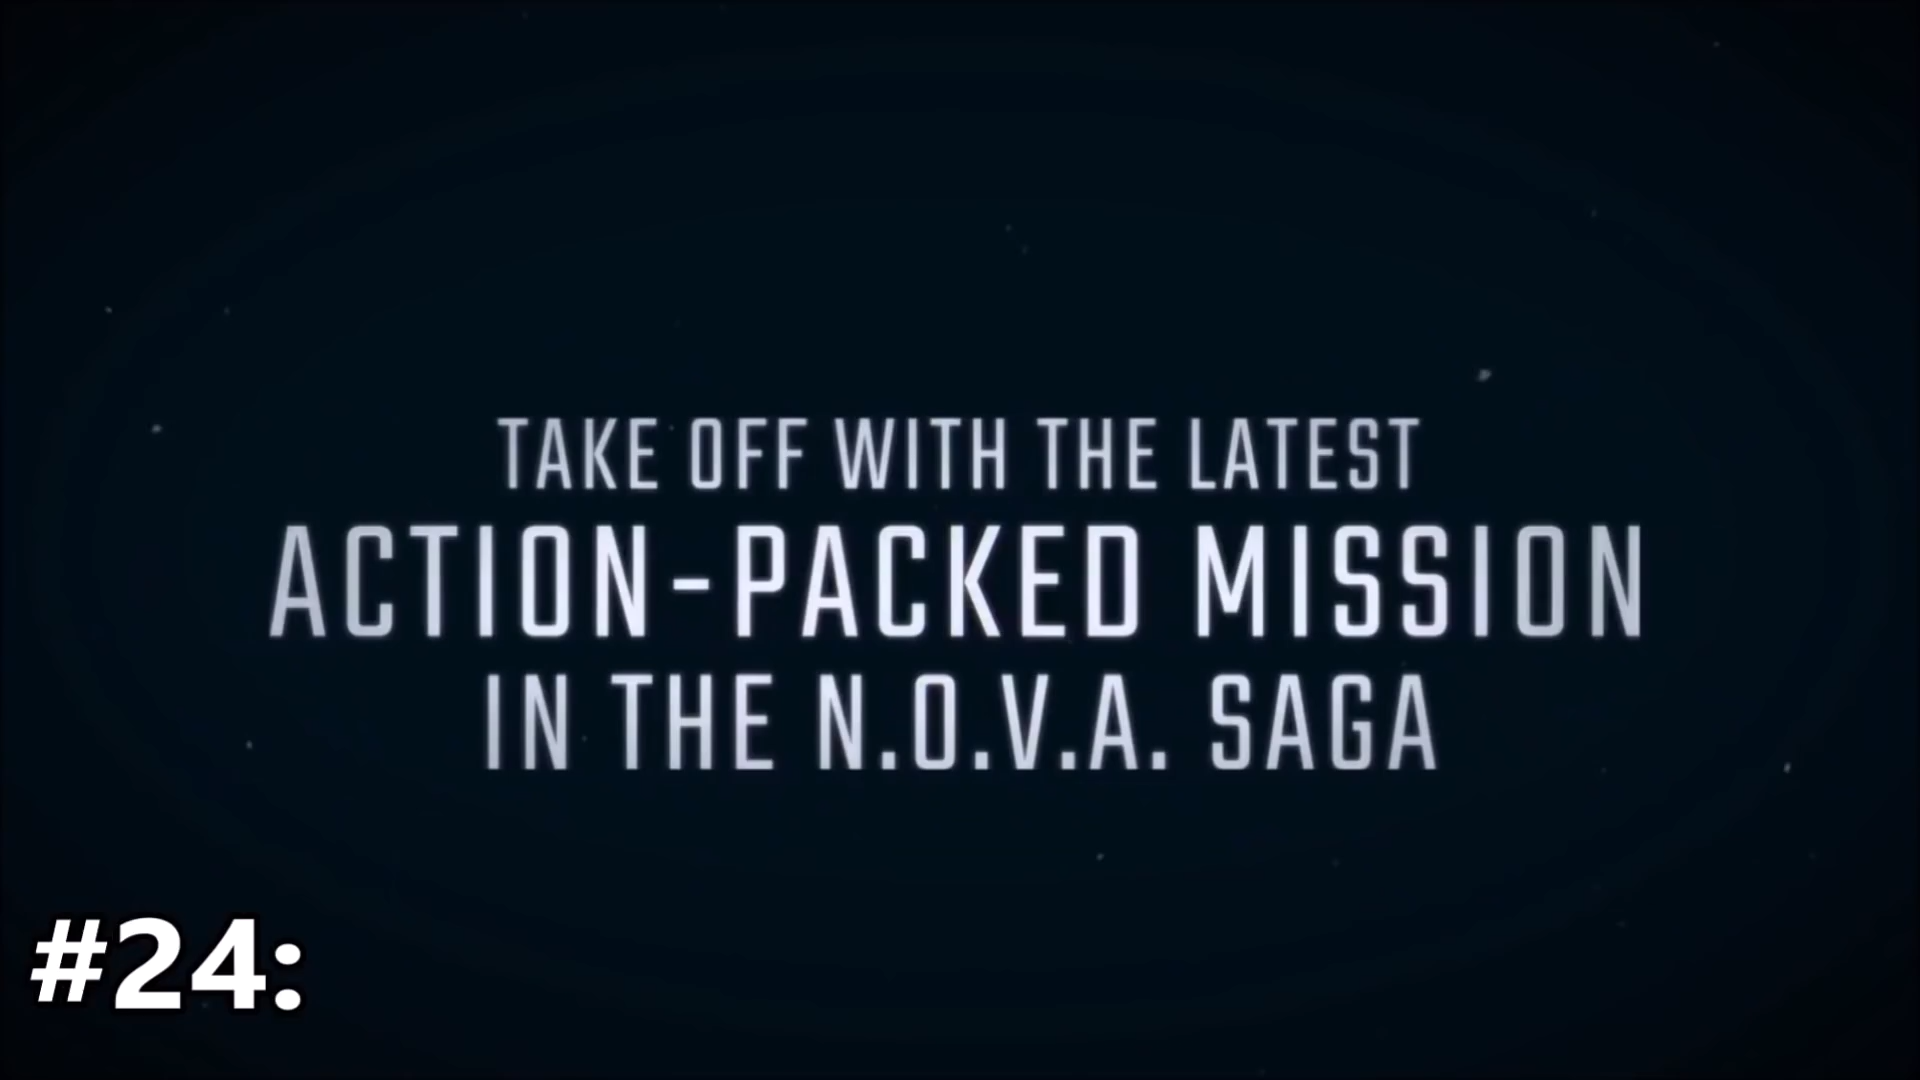 TAKE OFF WITH THE LATEST
ACTION-PACKED MISSION
IN THE N.O.V.A. SAGA
#24: